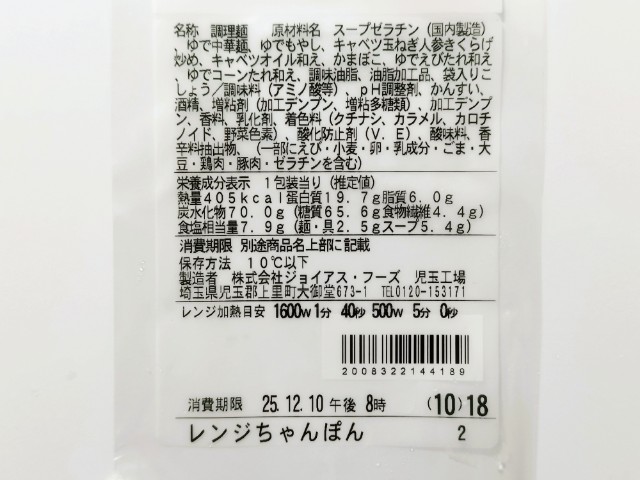 名称 調理麺 原材料名 スープゼラチン(国内製造)
、ゆで中華麺、ゆでもやし、キャベツ玉ねぎ人参きくらげ
炒め、キャベツオイル和え、かまぼこ、ゆでえびたれ和え
、ゆでコーンたれ和え、調味油脂、油脂加工品、袋入りこ
しょう/調味料(アミノ酸等)、pH調整剤、かんすい、
酒精、増粘剤(加工デンプン、増粘多糖類)、加工デンプ
ン、香料、乳化剤、着色料(クチナシ、カラメル、カロチ
ノイド、野菜色素)、酸化防止剤(V.E)、酸味料、香
辛料抽出物、(一部にえび・小麦・卵・乳成分・ごま・大
豆・鶏肉・豚肉・ゼラチンを含む)
栄養成分表示 1包装当り(推定値)
熱量405kcal蛋白質19.7g脂質6.0g
炭水化物70.0g(糖質65.6g食物繊維4.4g)
食塩相当量7.9g(麺・具2.5gスープ5.4g)
消費期限 別途商品名上部に記載
保存方法 10℃以下
製造者 株式会社ジョイアス・フーズ 児玉工場
埼玉県児玉郡上里町大御堂673-1 TEL0120-153171
レンジ加熱目安 1600W 1分 40秒 500W 5分 0秒
2008322144189
消費期限 25.12.10 午後 8時 (10)18
レンジちゃんぽん 2